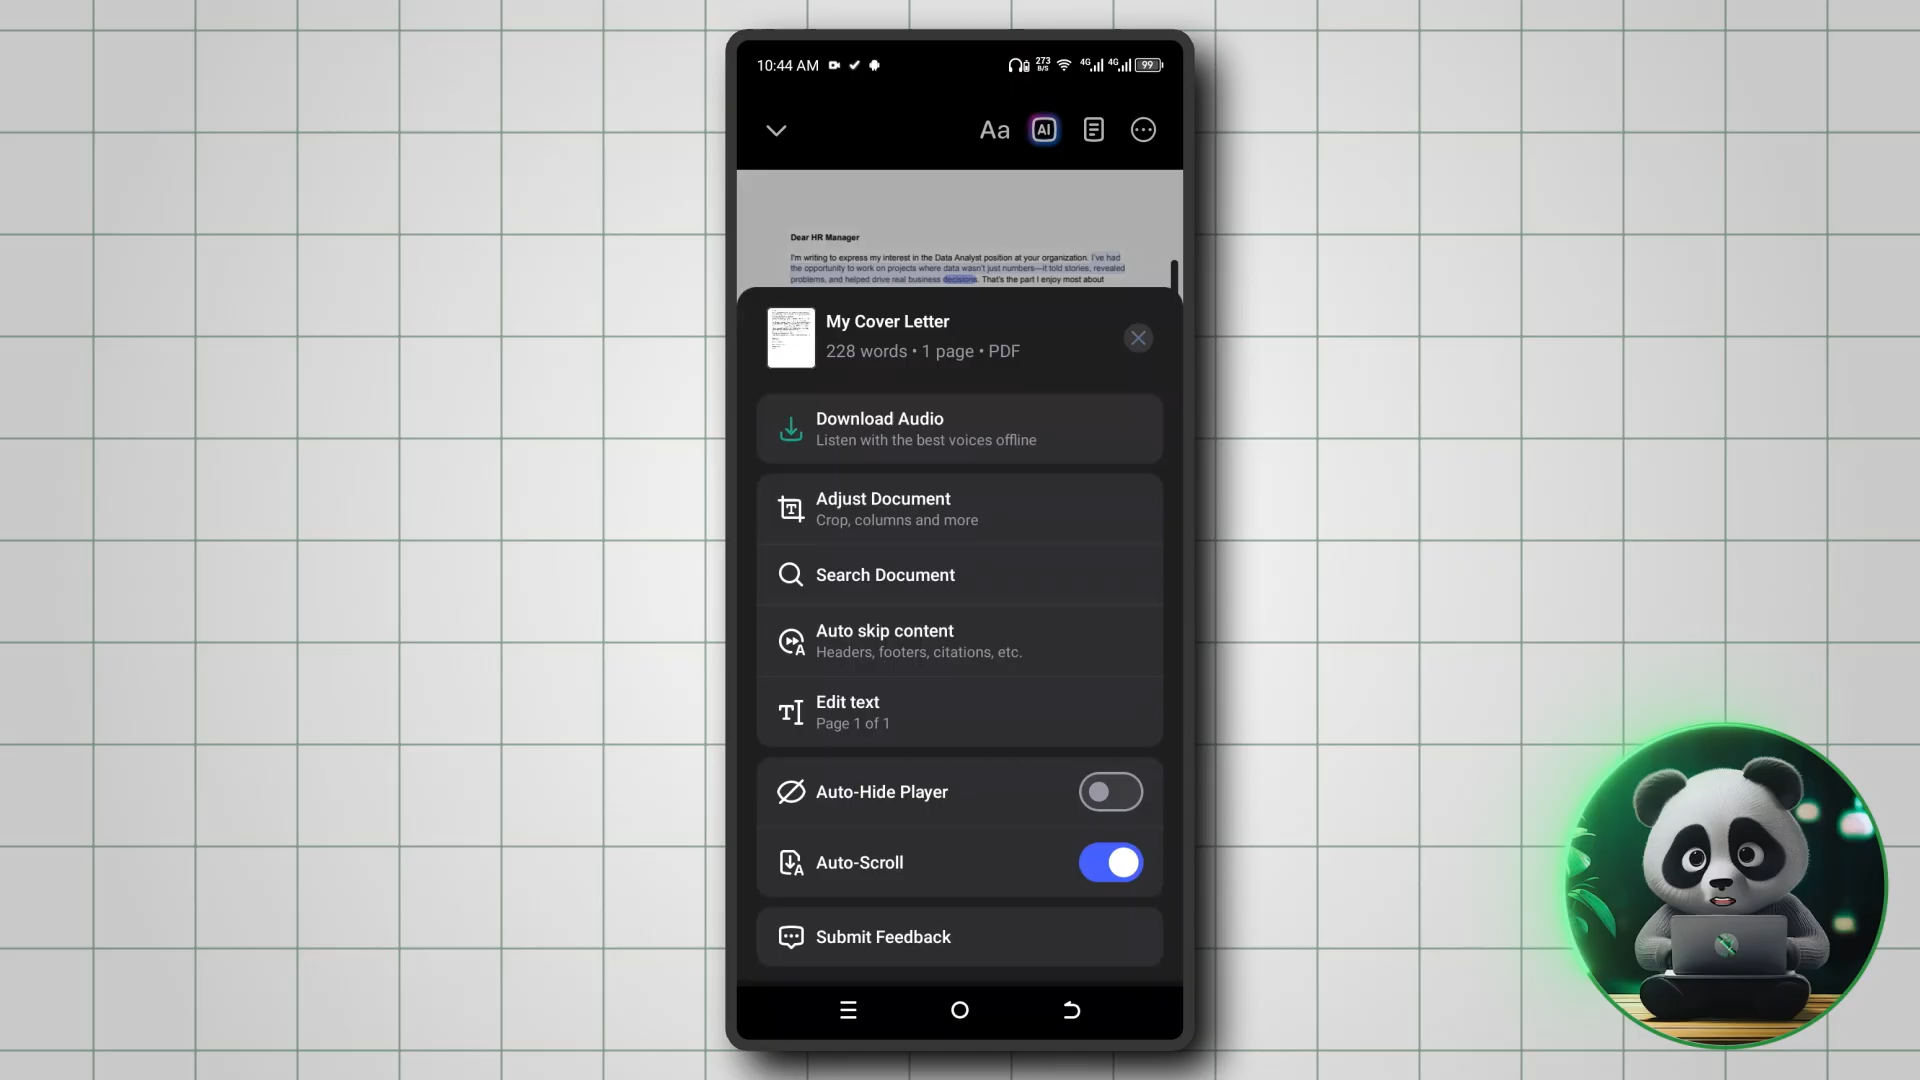 10:44 AM 273 B/S 4G 4G 99
Aa AI
Dear HR Manager
I'm writing to express my interest in the Data Analyst position at your organization. I've had
the opportunity to work on projects where data wasn't just numbers—it told stories, revealed
problems, and helped drive real business decisions. That's the part I enjoy most about
My Cover Letter
228 words • 1 page • PDF
Download Audio
Listen with the best voices offline
Adjust Document
Crop, columns and more
Search Document
Auto skip content
Headers, footers, citations, etc.
Edit text
Page 1 of 1
Auto-Hide Player
Auto-Scroll
Submit Feedback